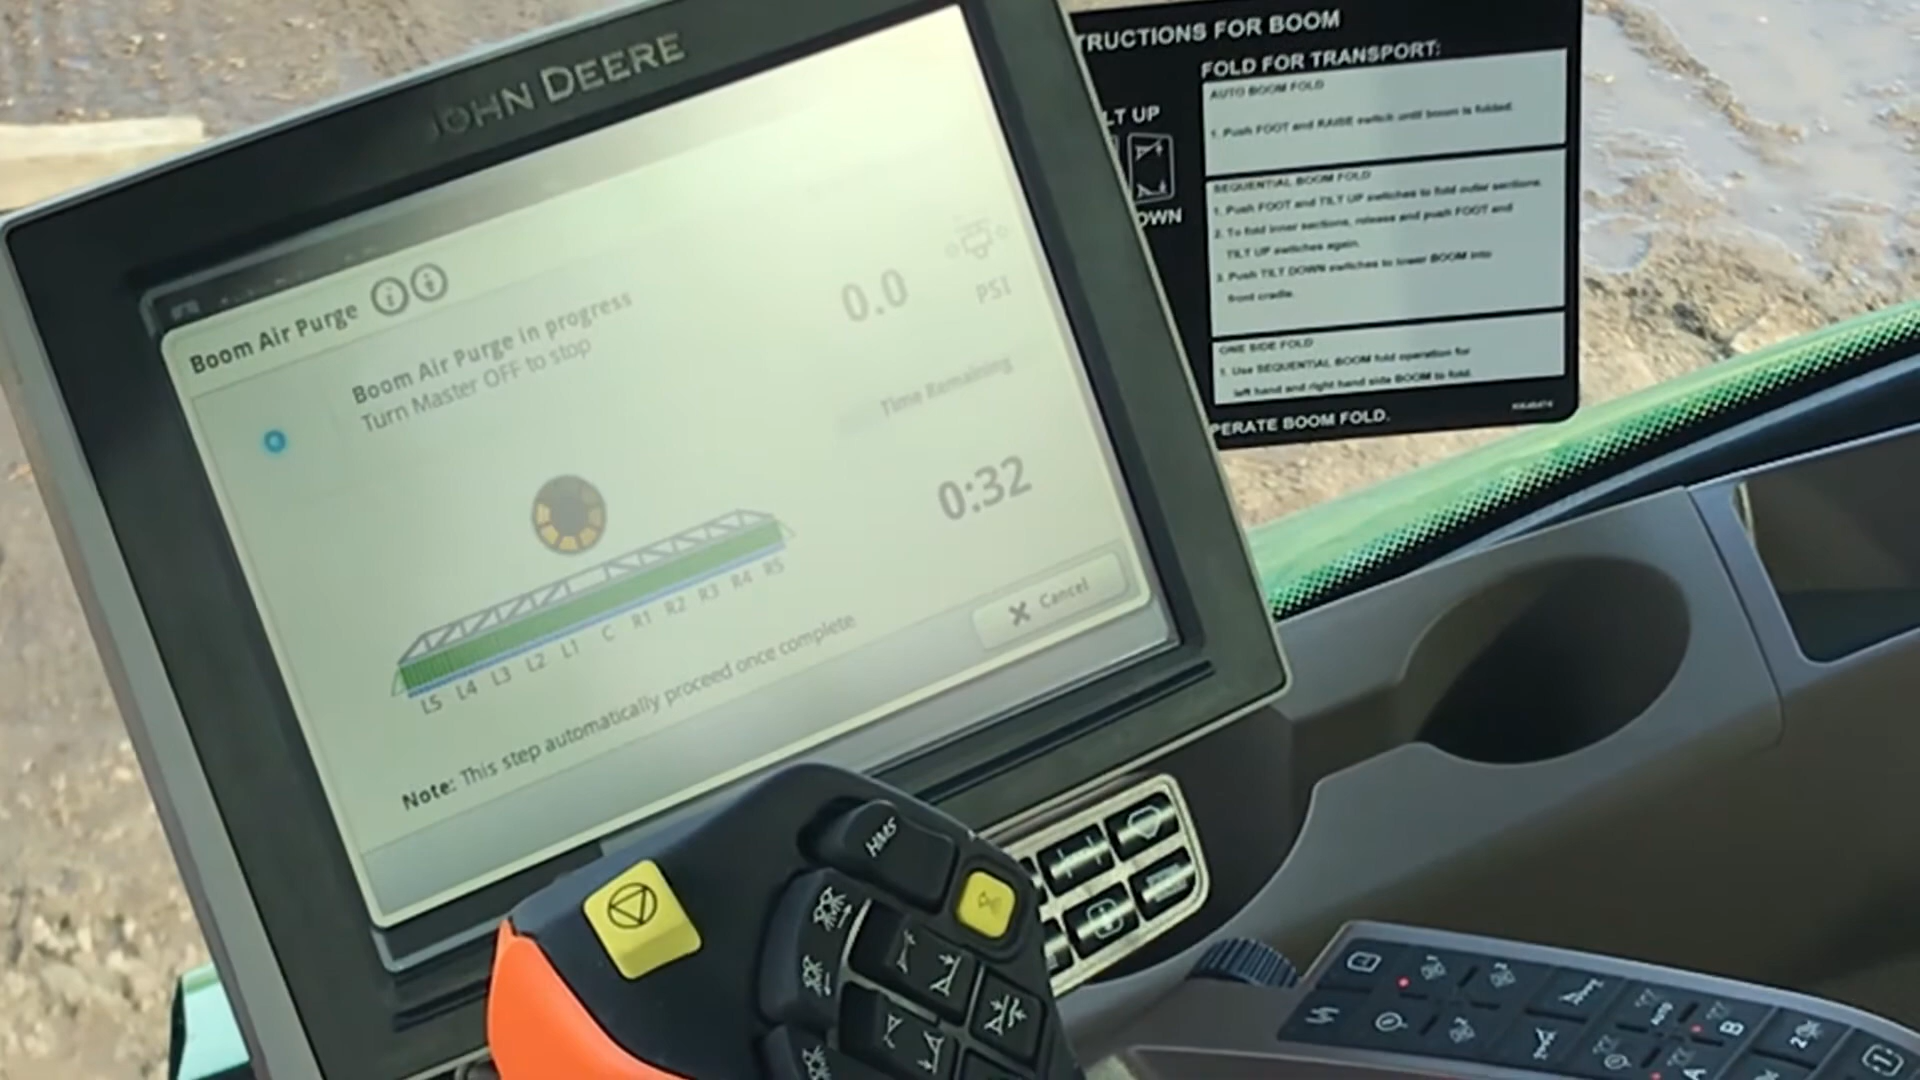 JOHN DEERE
Boom Air Purge
Boom Air Purge in progress
Turn Master OFF to stop
0.0
PSI
Time Remaining
0:32
L5 L4 L3 L2 L1 C R1 R2 R3 R4 R5
Cancel
Note: This step automatically proceed once complete
TRUCTIONS FOR BOOM
LT UP
OWN
FOLD FOR TRANSPORT:
AUTO BOOM FOLD
1. Push FOOT and RAISE switch until boom is folded.
SEQUENTIAL BOOM FOLD
1. Push FOOT and TILT UP switches to fold outer sections.
2. To fold inner sections, release and push FOOT and
TILT UP switches again.
3. Push TILT DOWN switches to lower BOOM into
front cradle.
ONE SIDE FOLD
1. Use SEQUENTIAL BOOM fold operation for
left hand and right hand side BOOM to fold.
PERATE BOOM FOLD.
HMS
1
2
AUTO
B
A
2
1